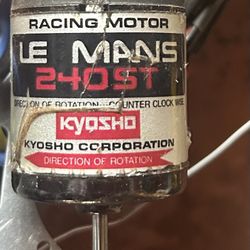 RACING MOTOR
LE MANS
240ST
DIRECTION OF ROTATION COUNTER CLOCK WISE
KYOSHO
KYOSHO CORPORATION
DIRECTION OF ROTATION